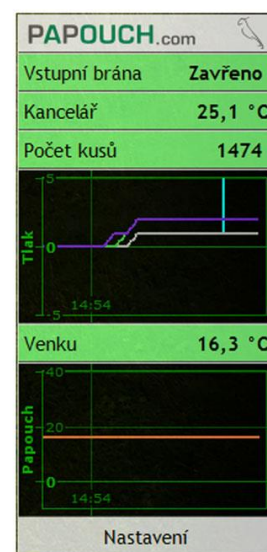 PAPOUCH.com
Vstupní brána Zavřeno
Kancelář 25,1 °C
Počet kusů 1474
5
Tlak
0
14:54
-5
Venku 16,3 °C
40
20
Papouch
0
14:54
Nastavení